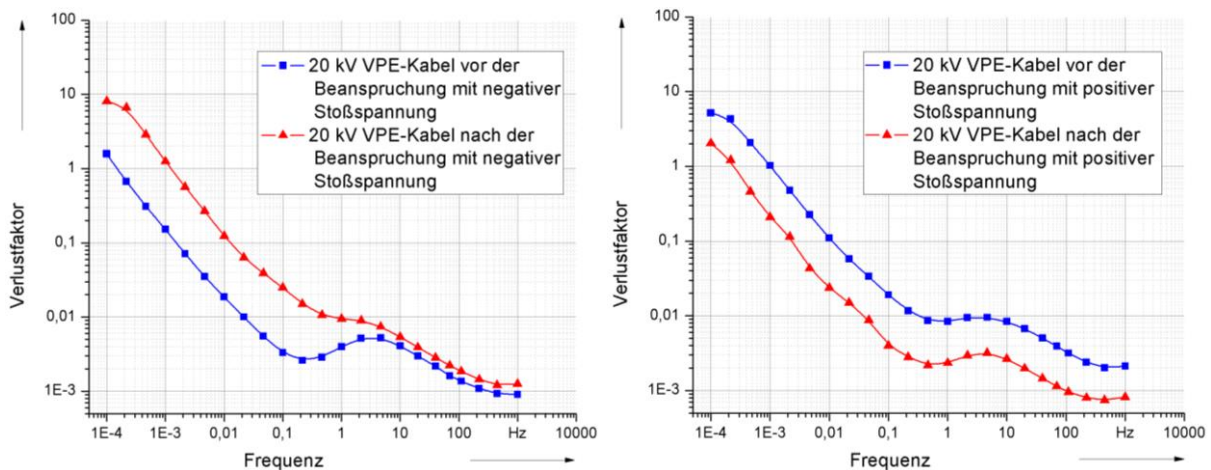 100
10
1
0,1
0,01
1E-3
Verlustfaktor
20 kV VPE-Kabel vor der
Beanspruchung mit negativer
Stoßspannung
20 kV VPE-Kabel nach der
Beanspruchung mit negativer
Stoßspannung
1E-4 1E-3 0,01 0,1 1 10 100 Hz 10000
Frequenz
100
10
1
0,1
0,01
1E-3
Verlustfaktor
20 kV VPE-Kabel vor der
Beanspruchung mit positiver
Stoßspannung
20 kV VPE-Kabel nach der
Beanspruchung mit positiver
Stoßspannung
1E-4 1E-3 0,01 0,1 1 10 100 Hz 10000
Frequenz